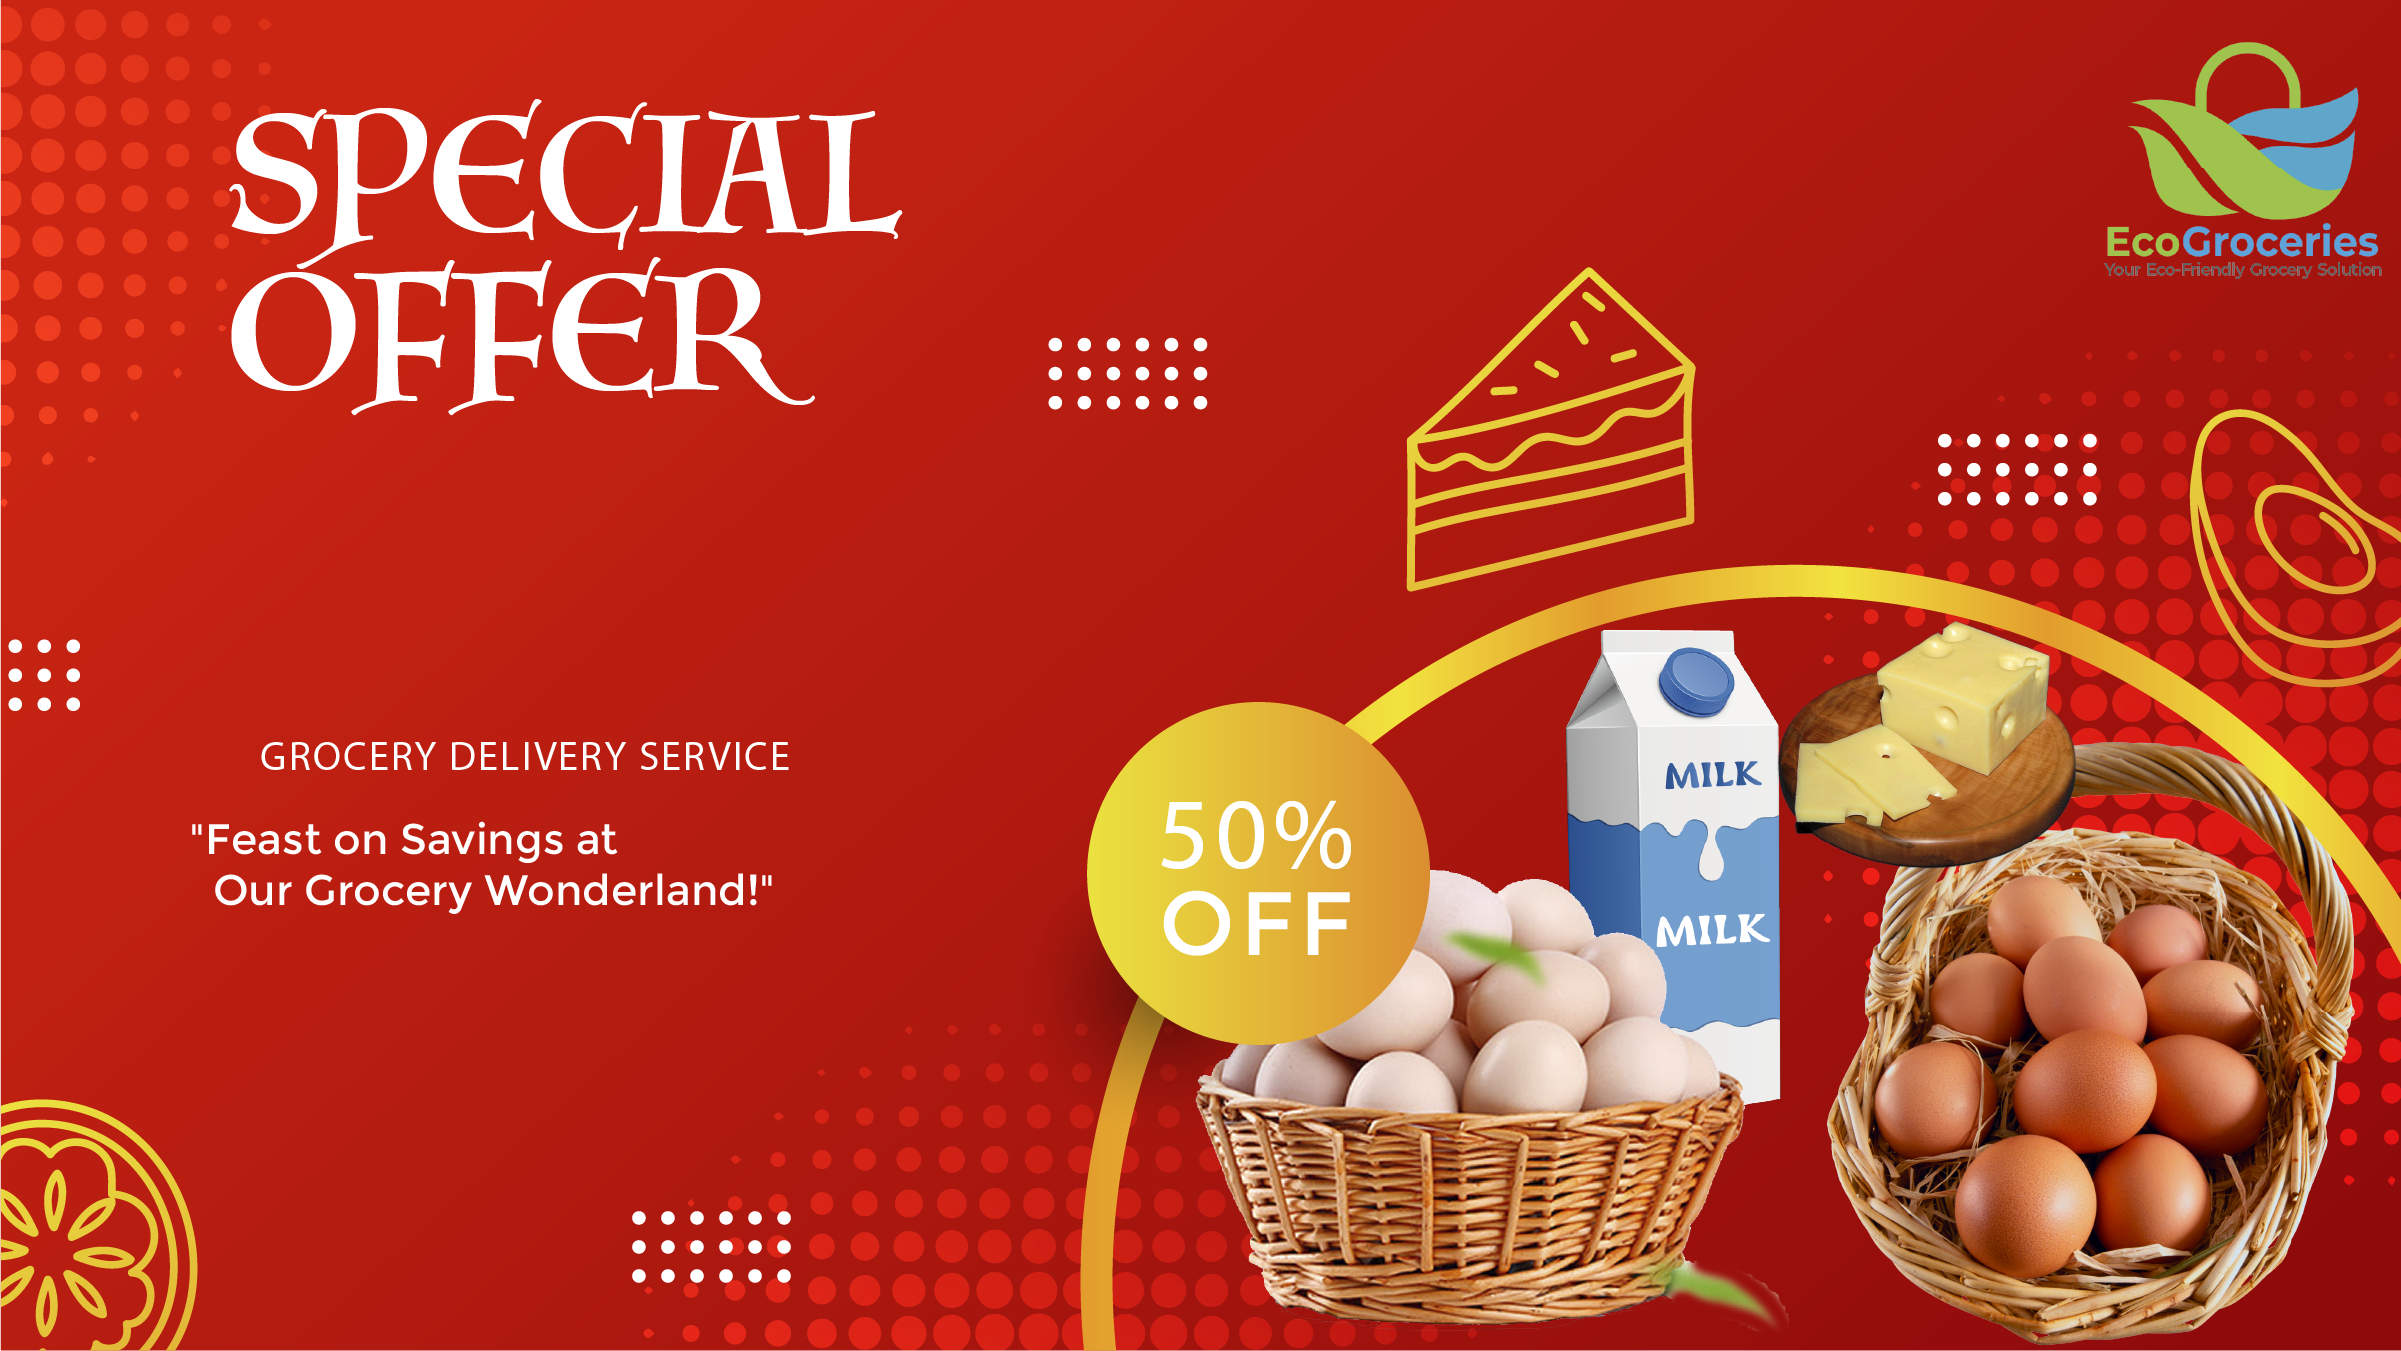 SPECIAL
OFFER
EcoGroceries
Your Eco-Friendly Grocery Solution
GROCERY DELIVERY SERVICE
"Feast on Savings at
Our Grocery Wonderland!"
50%
OFF
MILK
MILK